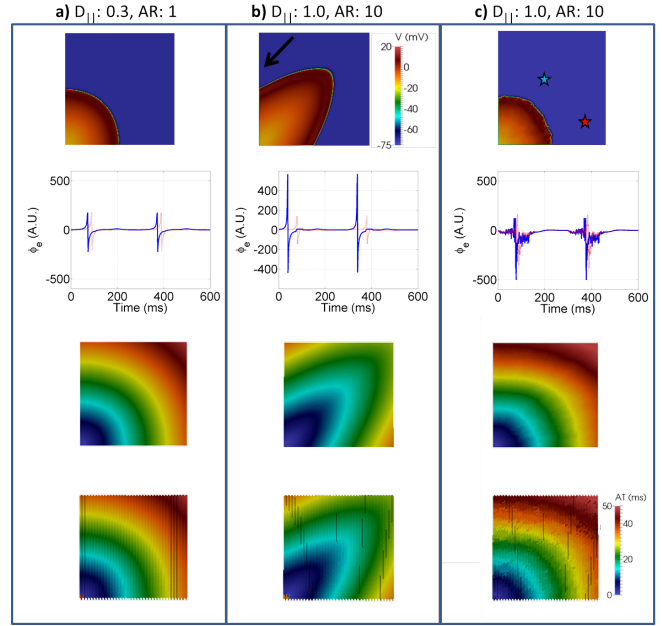 a) D||: 0.3, AR: 1
b) D||: 1.0, AR: 10
c) D||: 1.0, AR: 10
V (mV)
20
0
-20
-40
-60
-75
500
0
-500
ϕe (A.U.)
0 200 400 600
Time (ms)
400
200
0
-200
-400
ϕe (A.U.)
0 200 400 600
Time (ms)
500
0
-500
ϕe (A.U.)
0 200 400 600
Time (ms)
AT (ms)
50
40
20
0